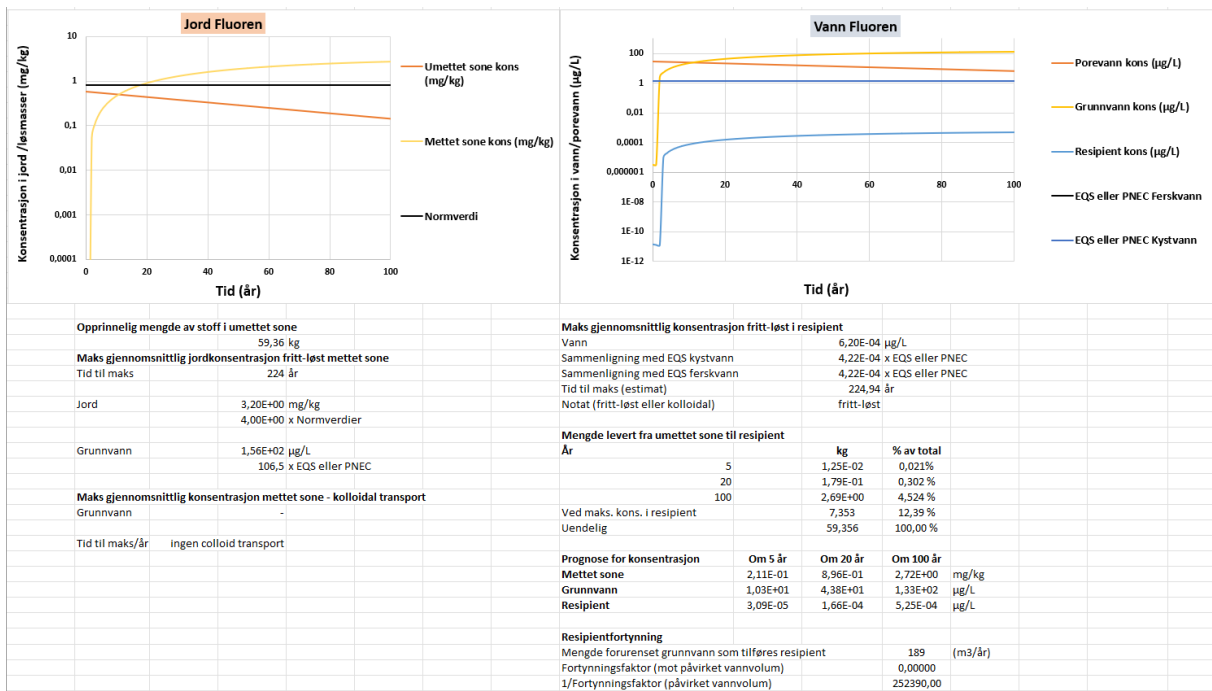 Jord Fluoren
Konsentrasjon i jord /løsmasser (mg/kg)
10
1
0,1
0,01
0,001
0,0001
0 20 40 60 80 100
Tid (år)
Umettet sone kons (mg/kg)
Mettet sone kons (mg/kg)
Normverdi
Vann Fluoren
Konsentrasjon i vann/porevann (µg/L)
100
1
0,01
0,0001
0,000001
1E-08
1E-10
1E-12
0 20 40 60 80 100
Tid (år)
Porevann kons (µg/L)
Grunnvann kons (µg/L)
Resipient kons (µg/L)
EQS eller PNEC Ferskvann
EQS eller PNEC Kystvann
Opprinnelig mengde av stoff i umettet sone
59,36 kg
Maks gjennomsnittlig jordkonsentrasjon fritt-løst mettet sone
Tid til maks 224 år
Jord 3,20E+00 mg/kg
4,00E+00 x Normverdier
Grunnvann 1,56E+02 µg/L
106,5 x EQS eller PNEC
Maks gjennomsnittlig konsentrasjon mettet sone - kolloidal transport
Grunnvann -
Tid til maks/år ingen colloid transport
Maks gjennomsnittlig konsentrasjon fritt-løst i resipient
Vann 6,20E-04 µg/L
Sammenligning med EQS kystvann 4,22E-04 x EQS eller PNEC
Sammenligning med EQS ferskvann 4,22E-04 x EQS eller PNEC
Tid til maks (estimat) 224,94 år
Notat (fritt-løst eller kolloidal) fritt-løst
Mengde levert fra umettet sone til resipient
År kg % av total
5 1,25E-02 0,021%
20 1,79E-01 0,302 %
100 2,69E+00 4,524 %
Ved maks. kons. i resipient 7,353 12,39 %
Uendelig 59,356 100,00 %
Prognose for konsentrasjon Om 5 år Om 20 år Om 100 år
Mettet sone 2,11E-01 8,96E-01 2,72E+00 mg/kg
Grunnvann 1,03E+01 4,38E+01 1,33E+02 µg/L
Resipient 3,09E-05 1,66E-04 5,25E-04 µg/L
Resipientfortynning
Mengde forurenset grunnvann som tilføres resipient 189 (m3/år)
Fortynningsfaktor (mot påvirket vannvolum) 0,00000
1/Fortynningsfaktor (påvirket vannvolum) 252390,00